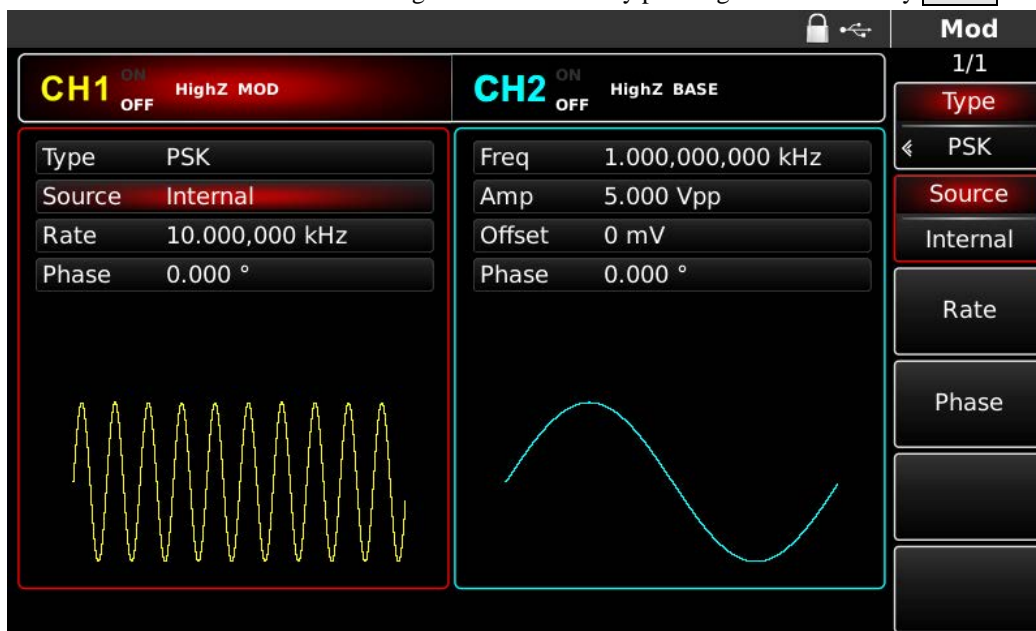 Mod
1/1
CH1 ON OFF HighZ MOD
CH2 ON OFF HighZ BASE
Type PSK
Source Internal
Rate 10.000,000 kHz
Phase 0.000 °
Freq 1.000,000,000 kHz
Amp 5.000 Vpp
Offset 0 mV
Phase 0.000 °
Type
PSK
Source
Internal
Rate
Phase